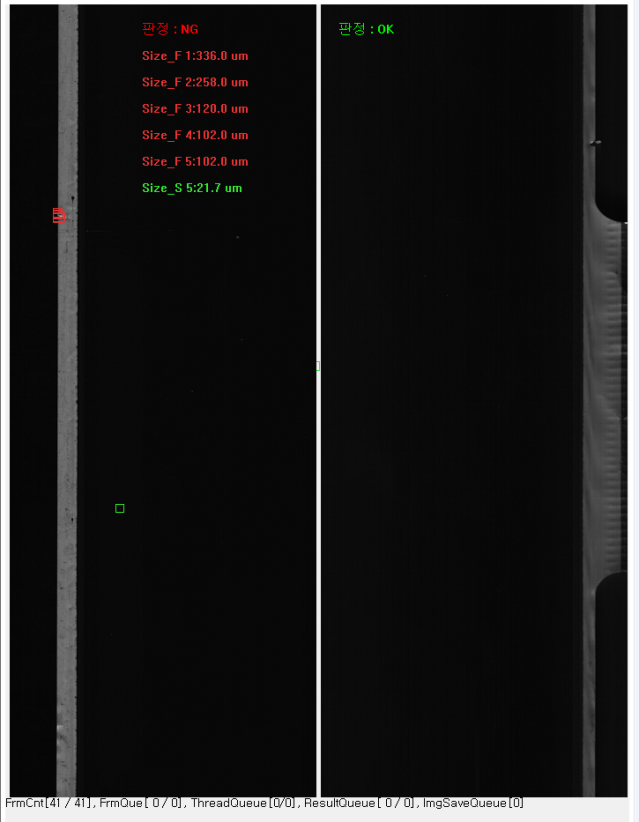 판정 : NG
Size_F 1:336.0 um
Size_F 2:258.0 um
Size_F 3:120.0 um
Size_F 4:102.0 um
Size_F 5:102.0 um
Size_S 5:21.7 um
판정 : OK
FrmCnt[41 / 41], FrmQue[ 0 / 0], ThreadQueue[0/0], ResultQueue[ 0 / 0], ImgSaveQueue[0]